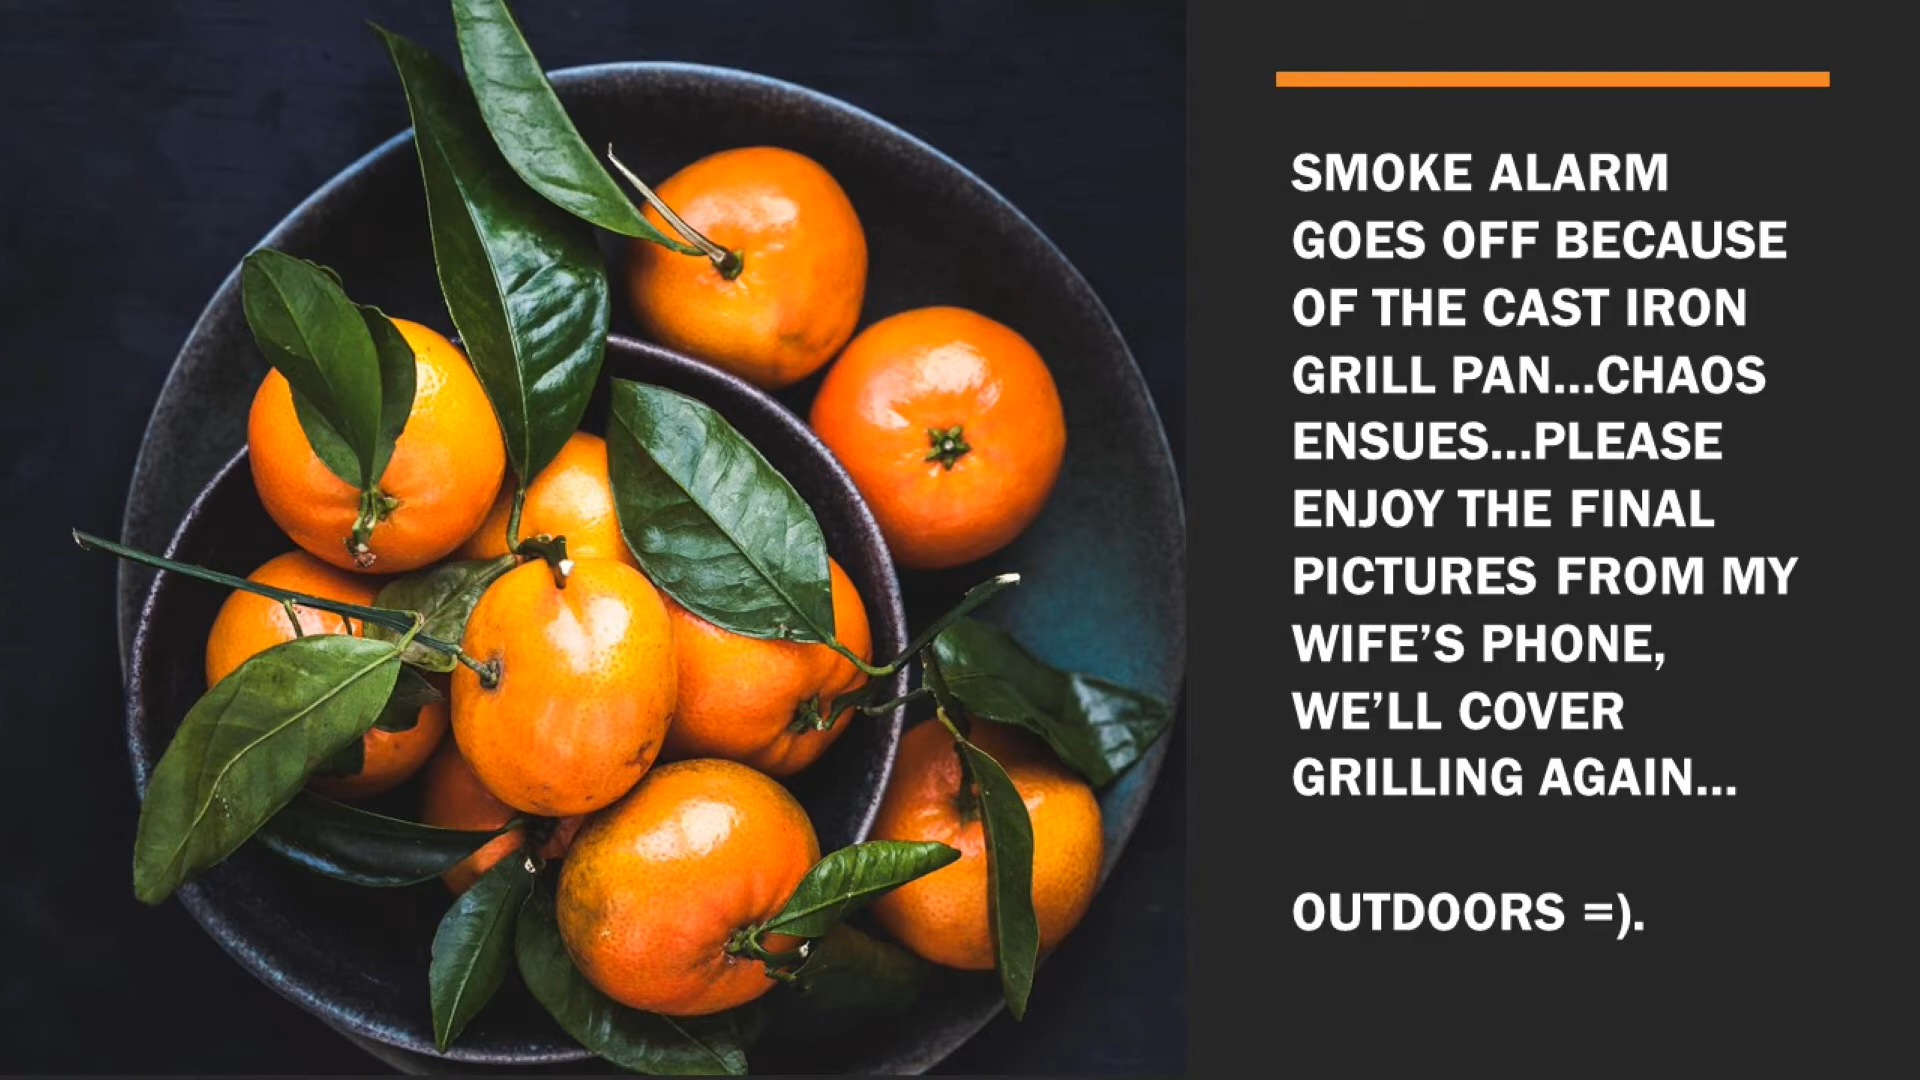 SMOKE ALARM
GOES OFF BECAUSE
OF THE CAST IRON
GRILL PAN...CHAOS
ENSUES...PLEASE
ENJOY THE FINAL
PICTURES FROM MY
WIFE’S PHONE,
WE’LL COVER
GRILLING AGAIN...
OUTDOORS =).